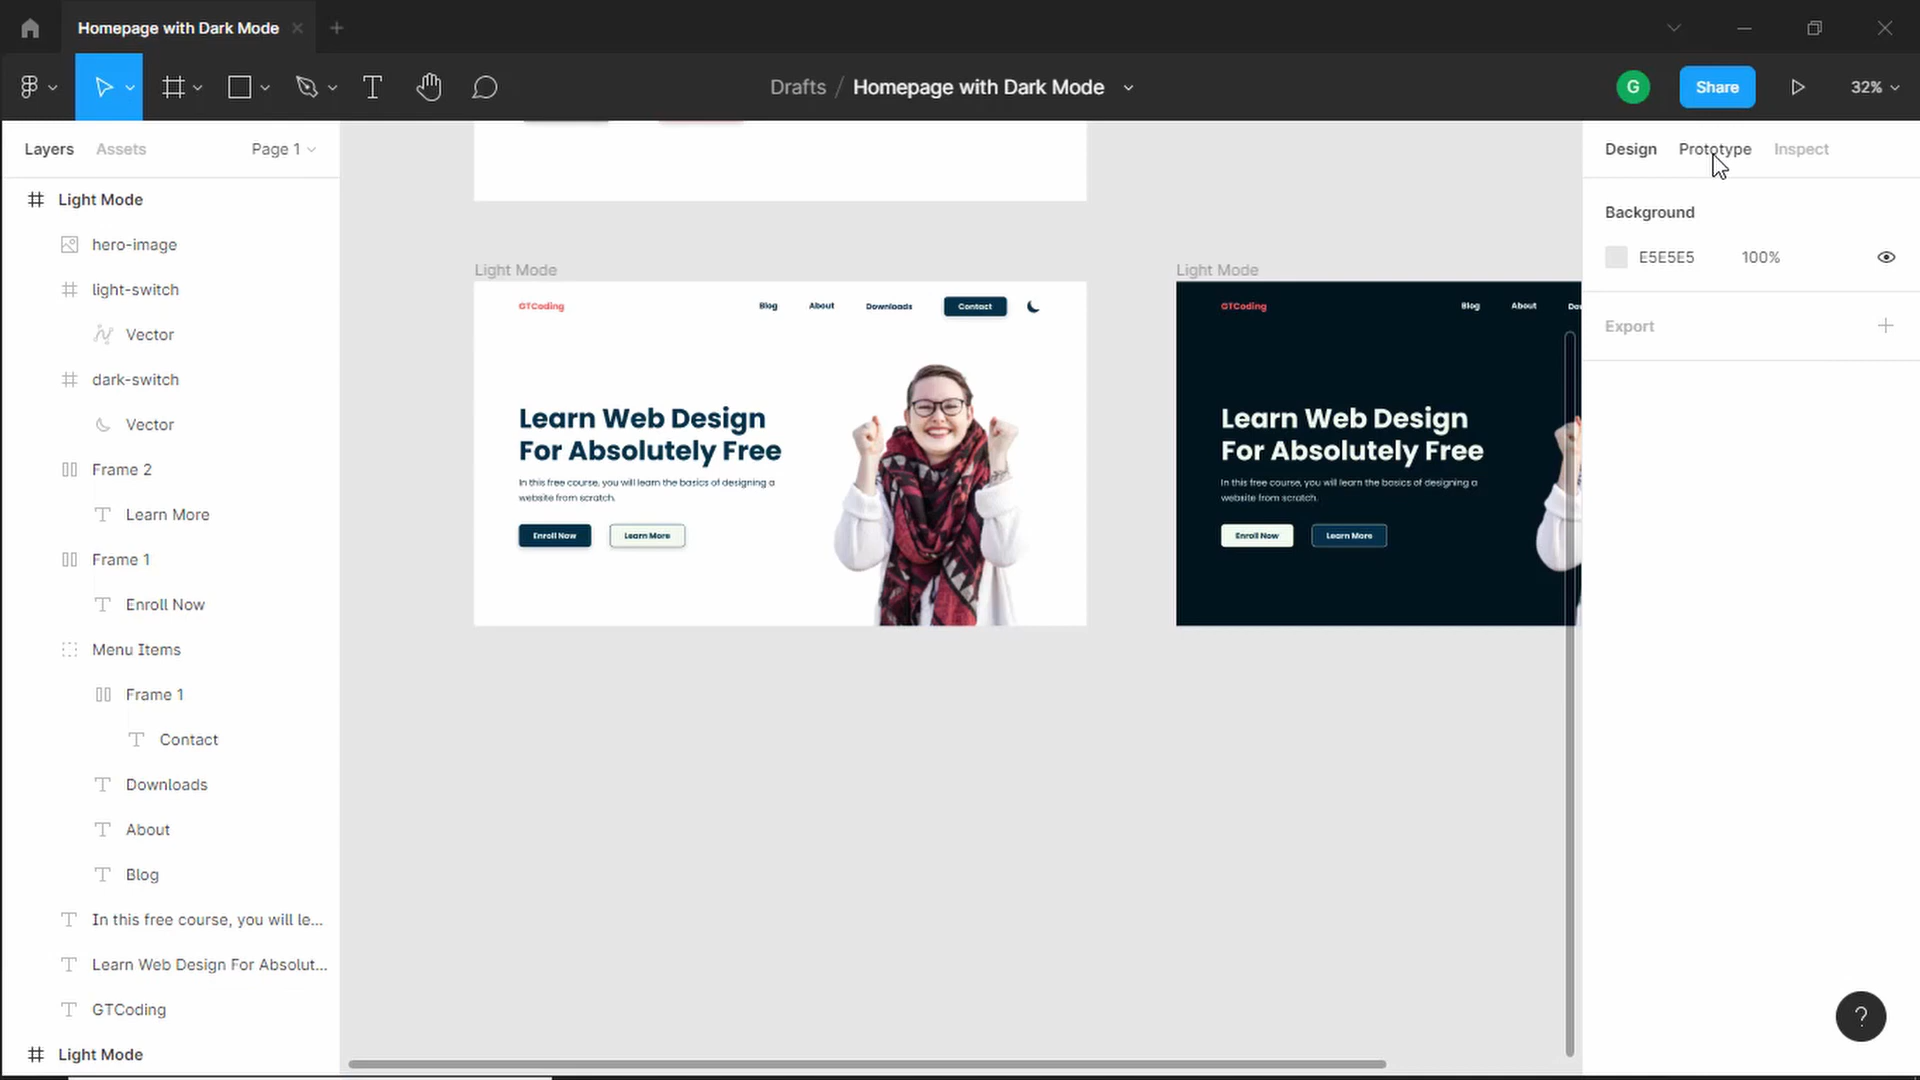 Homepage with Dark Mode
Drafts / Homepage with Dark Mode
G
Share
32%
Layers
Assets
Page 1
Light Mode
hero-image
light-switch
Vector
dark-switch
Vector
Frame 2
Learn More
Frame 1
Enroll Now
Menu Items
Frame 1
Contact
Downloads
About
Blog
In this free course, you will le...
Learn Web Design For Absolut...
GTCoding
Light Mode
Light Mode
GTCoding
Blog
About
Downloads
Contact
Learn Web Design
For Absolutely Free
In this free course, you will learn the basics of designing a
website from scratch.
Enroll Now
Learn More
Light Mode
GTCoding
Blog
About
Do
Learn Web Design
For Absolutely Free
In this free course, you will learn the basics of designing a
website from scratch.
Enroll Now
Learn More
Design
Prototype
Inspect
Background
E5E5E5
100%
Export
?